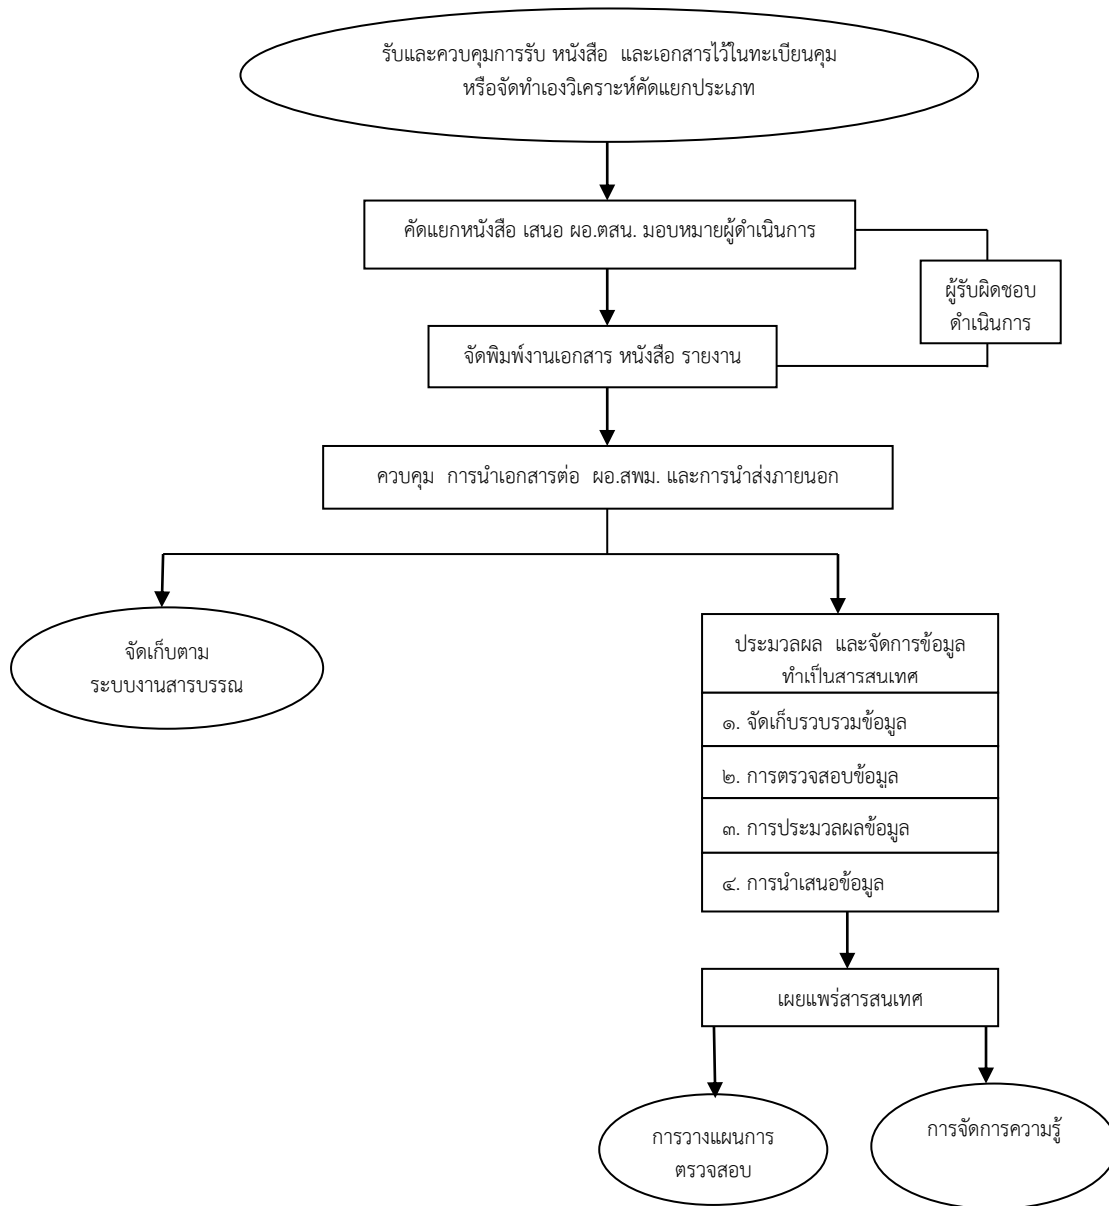 รับและควบคุมการรับ หนังสือ และเอกสารไว้ในทะเบียนคุม
หรือจัดทำเองวิเคราะห์คัดแยกประเภท
คัดแยกหนังสือ เสนอ ผอ.ตสน. มอบหมายผู้ดำเนินการ
ผู้รับผิดชอบ
ดำเนินการ
จัดพิมพ์งานเอกสาร หนังสือ รายงาน
ควบคุม การนำเอกสารต่อ ผอ.สพม. และการนำส่งภายนอก
จัดเก็บตาม
ระบบงานสารบรรณ
ประมวลผล และจัดการข้อมูล
ทำเป็นสารสนเทศ
๑. จัดเก็บรวบรวมข้อมูล
๒. การตรวจสอบข้อมูล
๓. การประมวลผลข้อมูล
๔. การนำเสนอข้อมูล
เผยแพร่สารสนเทศ
การวางแผนการ
ตรวจสอบ
การจัดการความรู้